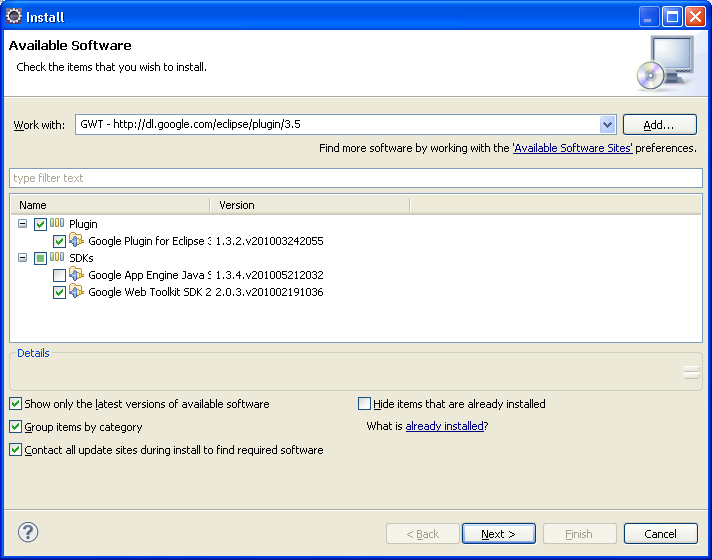 Install
Available Software
Check the items that you wish to install.
Work with: GWT - http://dl.google.com/eclipse/plugin/3.5 Add...
Find more software by working with the 'Available Software Sites' preferences.
type filter text
Name Version
Plugin
Google Plugin for Eclipse 3 1.3.2.v201003242055
SDKs
Google App Engine Java S 1.3.4.v201005212032
Google Web Toolkit SDK 2 2.0.3.v201002191036
Details
Show only the latest versions of available software Hide items that are already installed
Group items by category What is already installed?
Contact all update sites during install to find required software
? < Back Next > Finish Cancel